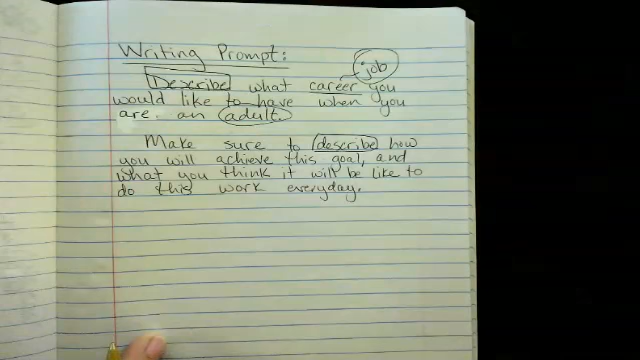 Writing Prompt:
job
Describe what career you
would like to have when you
are an adult.
Make sure to describe how
you will achieve this goal, and
what you think it will be like to
do this work everyday.